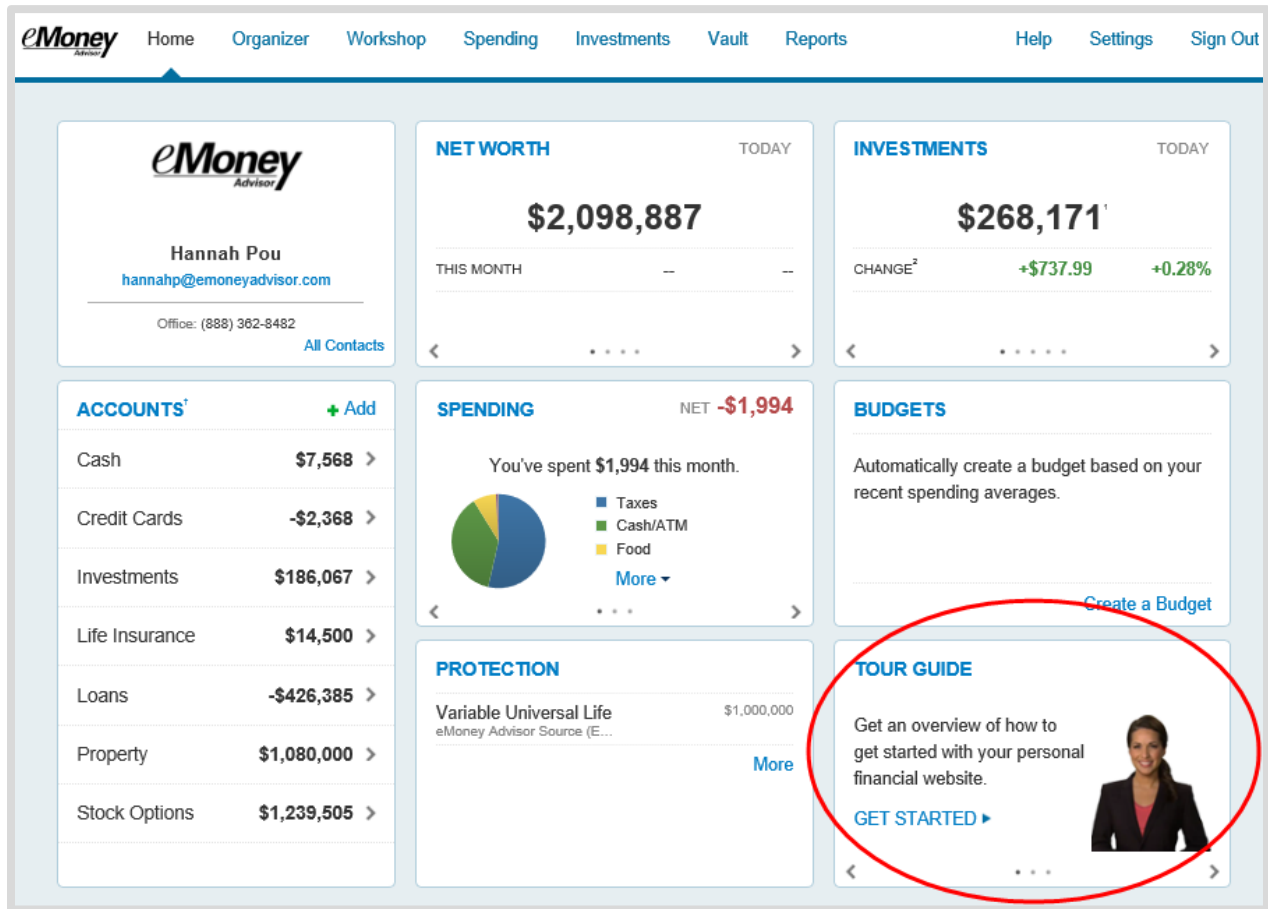 eMoney Advisor Home Organizer Workshop Spending Investments Vault Reports Help Settings Sign Out
eMoney
Advisor
Hannah Pou
hannahp@emoneyadvisor.com
Office: (888) 362-8482
All Contacts
NET WORTH TODAY
$2,098,887
THIS MONTH -- --
INVESTMENTS TODAY
$268,171¹
CHANGE² +$737.99 +0.28%
ACCOUNTS† + Add
Cash $7,568
Credit Cards -$2,368
Investments $186,067
Life Insurance $14,500
Loans -$426,385
Property $1,080,000
Stock Options $1,239,505
SPENDING NET -$1,994
You've spent $1,994 this month.
Taxes
Cash/ATM
Food
More
BUDGETS
Automatically create a budget based on your
recent spending averages.
Create a Budget
PROTECTION
Variable Universal Life $1,000,000
eMoney Advisor Source (E...
More
TOUR GUIDE
Get an overview of how to
get started with your personal
financial website.
GET STARTED